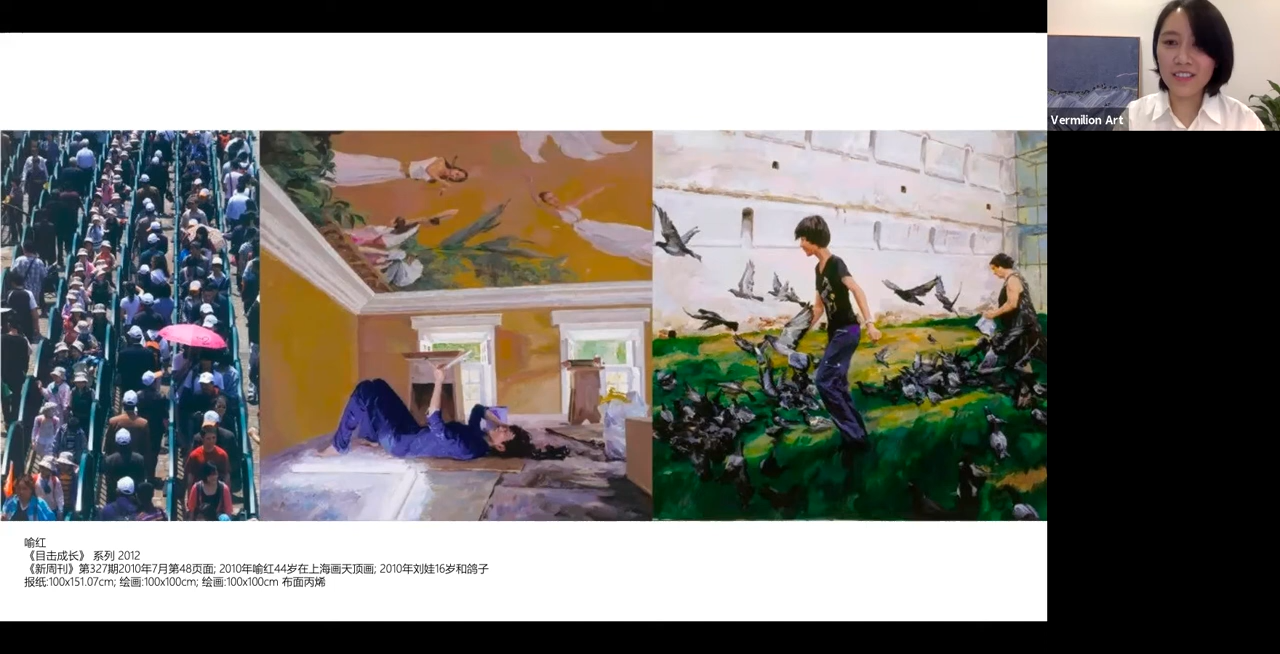 Vermilion Art
喻红
《目击成长》 系列 2012
《新周刊》第327期2010年7月第48页面; 2010年喻红44岁在上海画天顶画; 2010年刘娃16岁和鸽子
报纸:100x151.07cm; 绘画:100x100cm; 绘画:100x100cm 布面丙烯